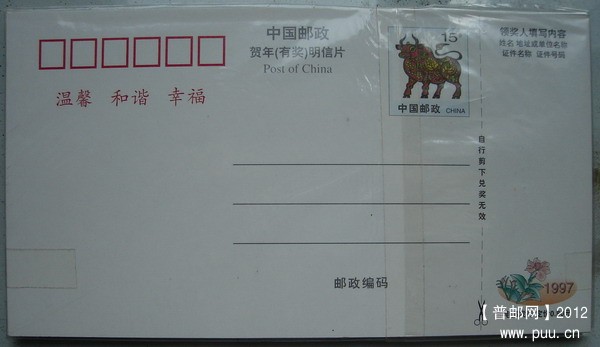 中国邮政
贺年(有奖)明信片
Post of China
15分
中国邮政 CHINA
领奖人填写内容
姓名 地址或单位名称
证件名称 证件号码
温馨 和谐 幸福
自行剪下兑奖无效
邮政编码
1997
【普邮网】2012
www.puu.cn